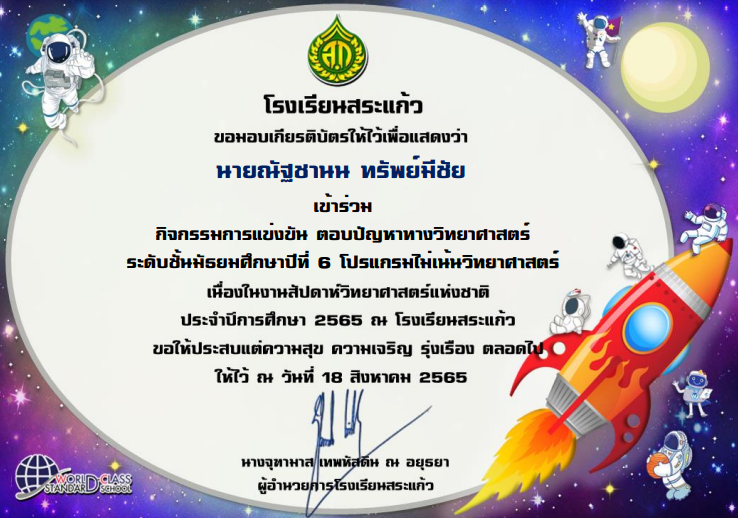 ส.ก
โรงเรียนสระแก้ว
ขอมอบเกียรติบัตรให้ไว้เพื่อแสดงว่า
นายณัฐชานน ทรัพย์มีชัย
เข้าร่วม
กิจกรรมการแข่งขัน ตอบปัญหาทางวิทยาศาสตร์
ระดับชั้นมัธยมศึกษาปีที่ 6 โปรแกรมไม่เน้นวิทยาศาสตร์
เนื่องในงานสัปดาห์วิทยาศาสตร์แห่งชาติ
ประจำปีการศึกษา 2565 ณ โรงเรียนสระแก้ว
ขอให้ประสบแต่ความสุข ความเจริญ รุ่งเรือง ตลอดไป
ให้ไว้ ณ วันที่ 18 สิงหาคม 2565
นางจุฑามาส เทพหัสดิน ณ อยุธยา
ผู้อำนวยการโรงเรียนสระแก้ว
WORLD-CLASS
STANDARD SCHOOL